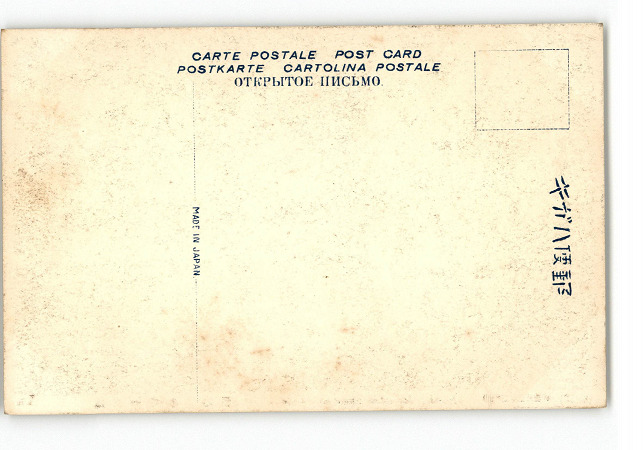 CARTE POSTALE POST CARD
POSTKARTE CARTOLINA POSTALE
ОТКРЫТОЕ ПИСЬМО.
MADE IN JAPAN.
郵便ハガキ